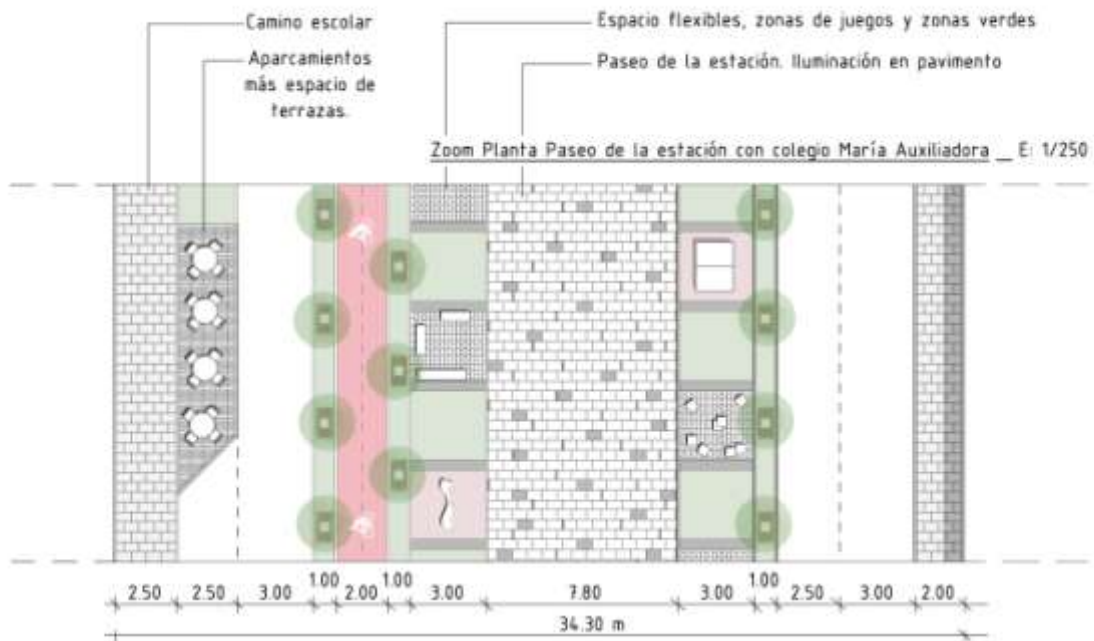 Camino escolar
Espacio flexibles, zonas de juegos y zonas verdes
Aparcamientos
más espacio de
terrazas.
Paseo de la estación. Iluminación en pavimento
Zoom Planta Paseo de la estación con colegio María Auxiliadora _ E: 1/250
2.50 2.50 3.00 1.00 2.00 1.00 3.00 7.80 3.00 1.00 2.50 3.00 2.00
34.30 m